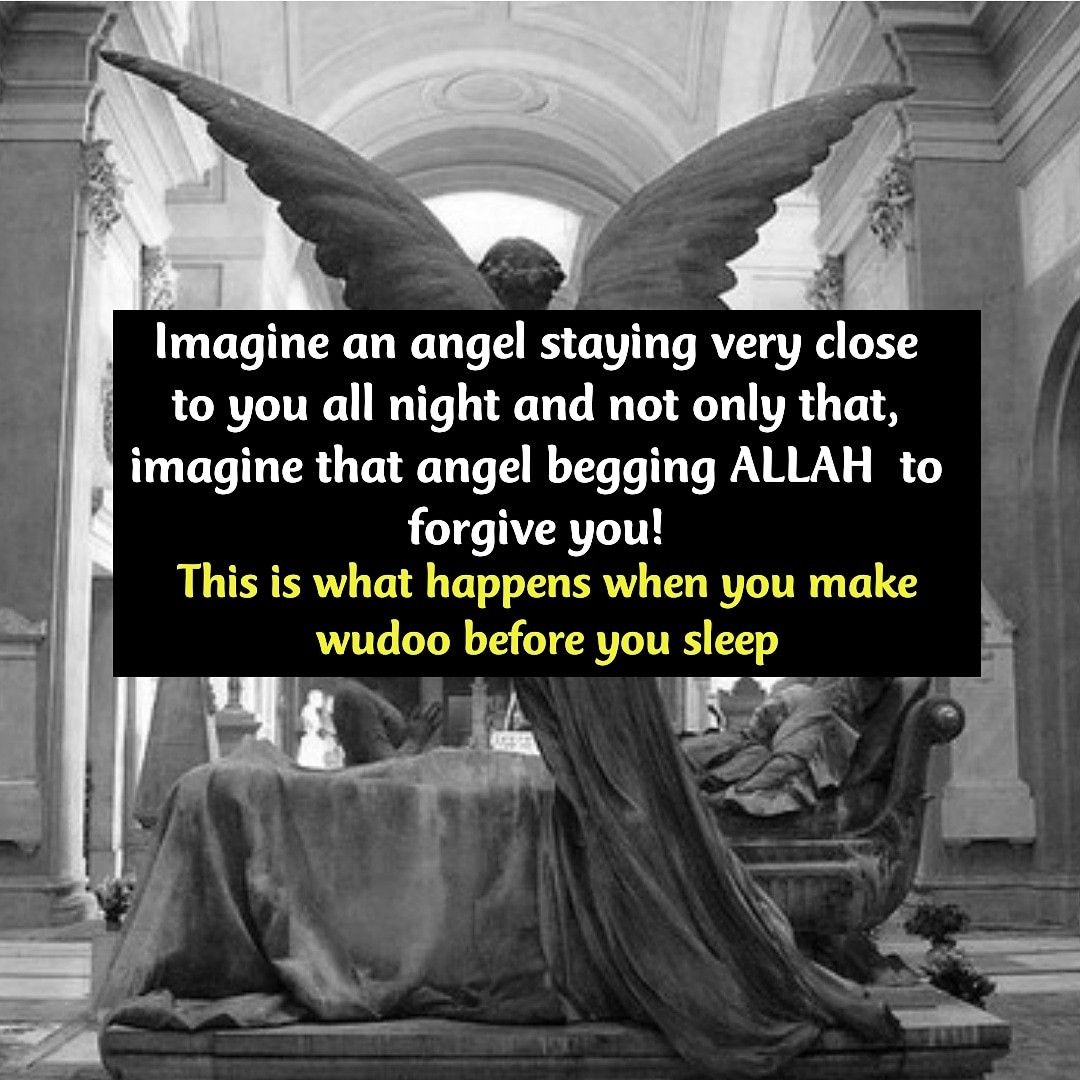 Imagine an angel staying very close
to you all night and not only that,
imagine that angel begging ALLAH to
forgive you!
This is what happens when you make
wudoo before you sleep